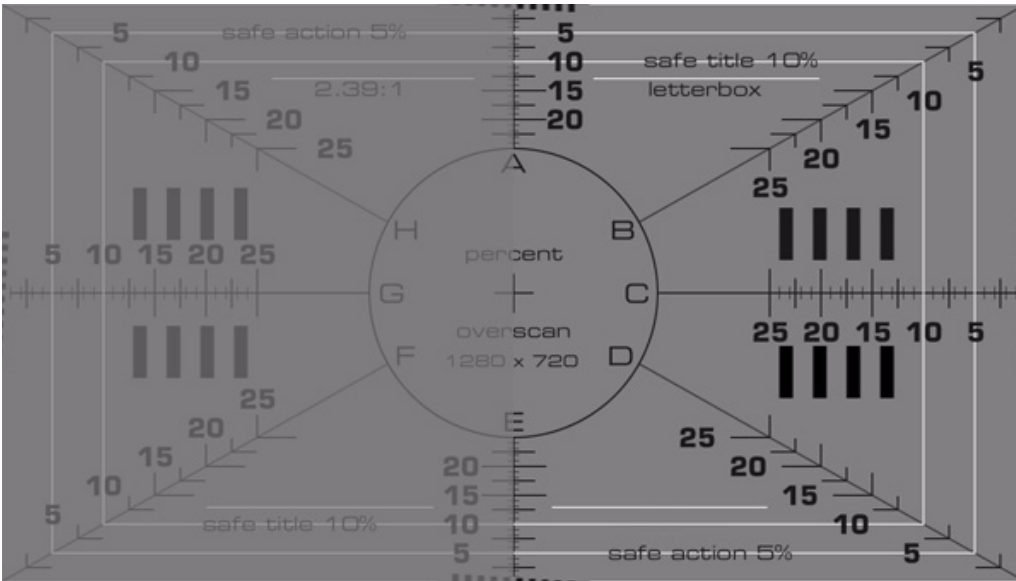 5 safe action 5% 5
10 safe title 10% 5
2.39:1 letterbox
15 15 10
20 20 15
25 20
A 25
H B
percent
5 10 15 20 25
G C
overscan 25 20 15 10 5
F 1280 x 720 D
25
E
20 25
15 20 20
10 15 15
5 safe title 10% 10 10
5 safe action 5% 5